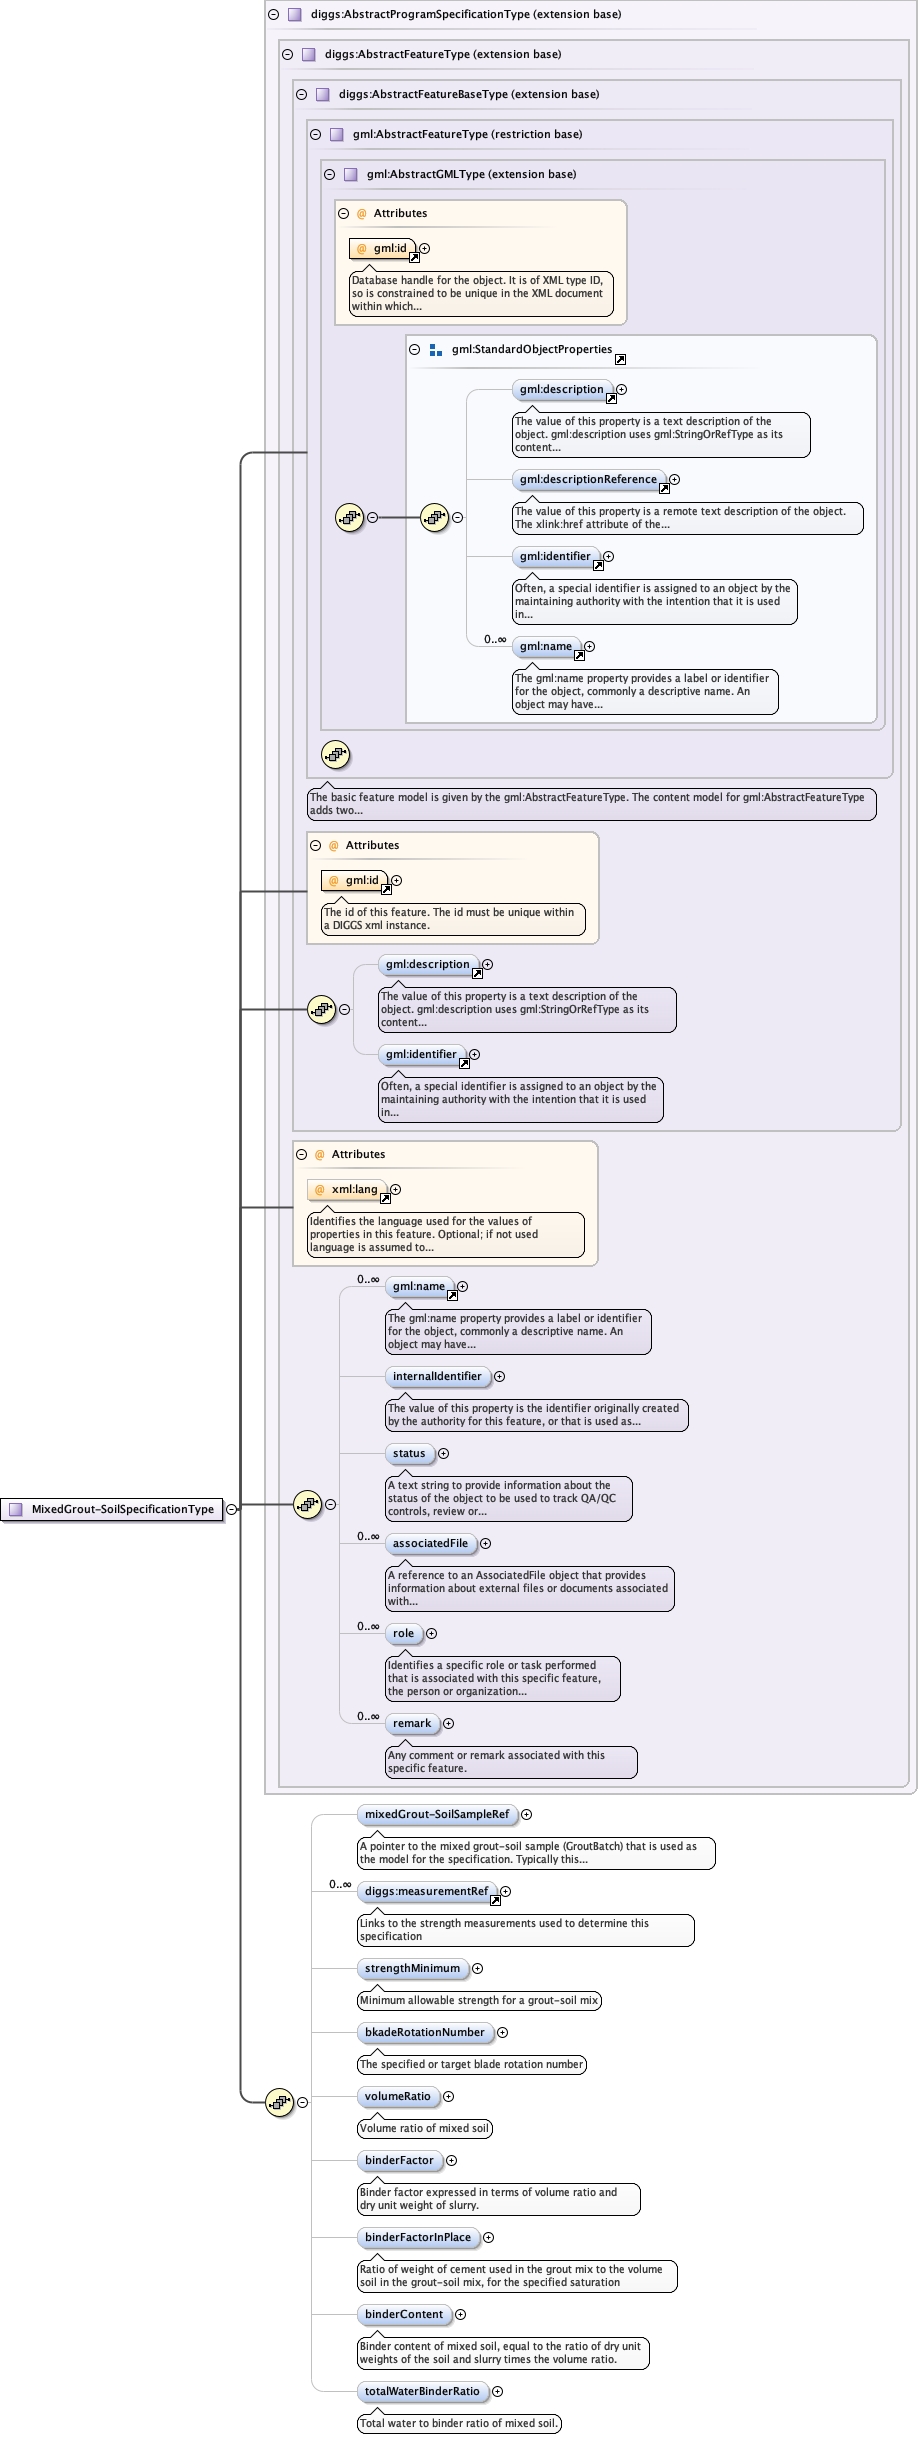 diggs:AbstractProgramSpecificationType (extension base)
diggs:AbstractFeatureType (extension base)
diggs:AbstractFeatureBaseType (extension base)
gml:AbstractFeatureType (restriction base)
gml:AbstractGMLType (extension base)
@ Attributes
@ gml:id
Database handle for the object. It is of XML type ID,
so is constrained to be unique in the XML document
within which...
gml:StandardObjectProperties
gml:description
The value of this property is a text description of the
object. gml:description uses gml:StringOrRefType as its
content...
gml:descriptionReference
The value of this property is a remote text description of the object.
The xlink:href attribute of the...
gml:identifier
Often, a special identifier is assigned to an object by the
maintaining authority with the intention that it is used
in...
0..∞
gml:name
The gml:name property provides a label or identifier
for the object, commonly a descriptive name. An
object may have...
The basic feature model is given by the gml:AbstractFeatureType. The content model for gml:AbstractFeatureType
adds two...
@ Attributes
@ gml:id
The id of this feature. The id must be unique within
a DIGGS xml instance.
gml:description
The value of this property is a text description of the
object. gml:description uses gml:StringOrRefType as its
content...
gml:identifier
Often, a special identifier is assigned to an object by the
maintaining authority with the intention that it is used
in...
@ Attributes
@ xml:lang
Identifies the language used for the values of
properties in this feature. Optional; if not used
language is assumed to...
0..∞
gml:name
The gml:name property provides a label or identifier
for the object, commonly a descriptive name. An
object may have...
internalIdentifier
The value of this property is the identifier originally created
by the authority for this feature, or that is used as...
status
A text string to provide information about the
status of the object to be used to track QA/QC
controls, review or...
MixedGrout-SoilSpecificationType
0..∞
associatedFile
A reference to an AssociatedFile object that provides
information about external files or documents associated
with...
0..∞
role
Identifies a specific role or task performed
that is associated with this specific feature,
the person or organization...
0..∞
remark
Any comment or remark associated with this
specific feature.
mixedGrout-SoilSampleRef
A pointer to the mixed grout-soil sample (GroutBatch) that is used as
the model for the specification. Typically this...
0..∞
diggs:measurementRef
Links to the strength measurements used to determine this
specification
strengthMinimum
Minimum allowable strength for a grout-soil mix
bkadeRotationNumber
The specified or target blade rotation number
volumeRatio
Volume ratio of mixed soil
binderFactor
Binder factor expressed in terms of volume ratio and
dry unit weight of slurry.
binderFactorInPlace
Ratio of weight of cement used in the grout mix to the volume
soil in the grout-soil mix, for the specified saturation
binderContent
Binder content of mixed soil, equal to the ratio of dry unit
weights of the soil and slurry times the volume ratio.
totalWaterBinderRatio
Total water to binder ratio of mixed soil.